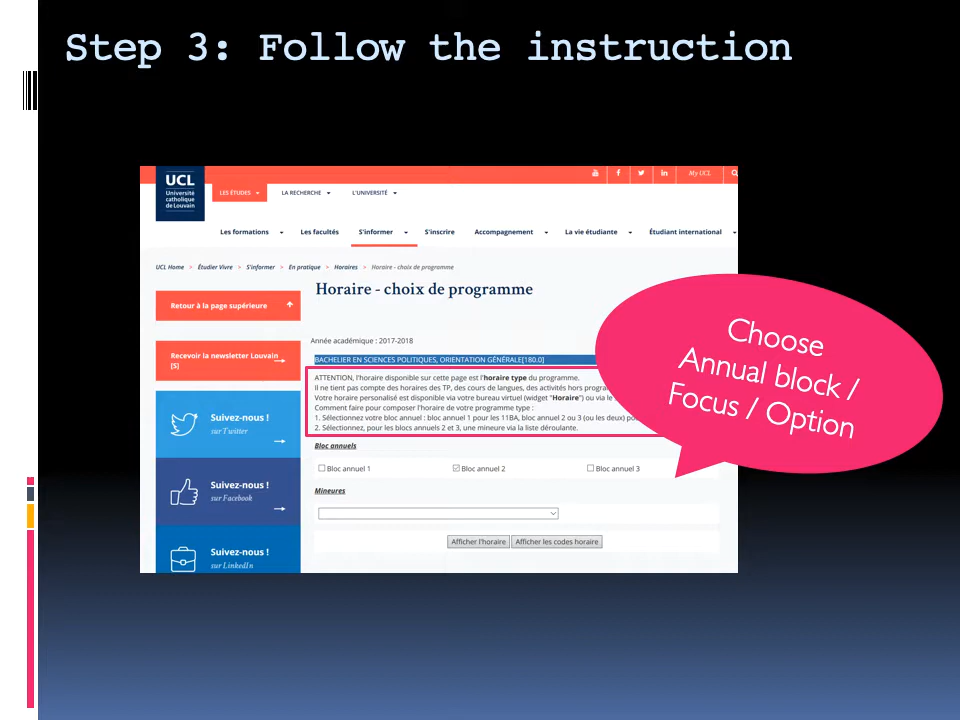 Step 3: Follow the instruction
UCL
Université
catholique
de Louvain
LES ÉTUDES
LA RECHERCHE
L'UNIVERSITÉ
My UCL
Les formations
Les facultés
S'informer
S'inscrire
Accompagnement
La vie étudiante
Étudiant international
UCL Home > Étudier Vivre > S'informer > En pratique > Horaires > Horaire - choix de programme
Retour à la page supérieure
Horaire - choix de programme
Recevoir la newsletter Louvain
[S]
Année académique : 2017-2018
BACHELIER EN SCIENCES POLITIQUES, ORIENTATION GÉNÉRALE[180.0]
ATTENTION, l'horaire disponible sur cette page est l'horaire type du programme.
Il ne tient pas compte des horaires des TP, des cours de langues, des activités hors
Votre horaire personalisé est disponible via votre bureau virtuel (widget "Horaire") ou via le
Comment faire pour composer l'horaire de votre programme type :
1. Sélectionnez votre bloc annuel : bloc annuel 1 pour les 11BA, bloc annuel 2 ou 3 (ou les deux)
2. Sélectionnez, pour les blocs annuels 2 et 3, une mineure via la liste déroulante.
Choose
Annual block /
Focus / Option
Suivez-nous !
sur Twitter
Suivez-nous !
sur Facebook
Suivez-nous !
sur LinkedIn
Bloc annuels
Bloc annuel 1
Bloc annuel 2
Bloc annuel 3
Mineures
Afficher l'horaire
Afficher les codes horaire